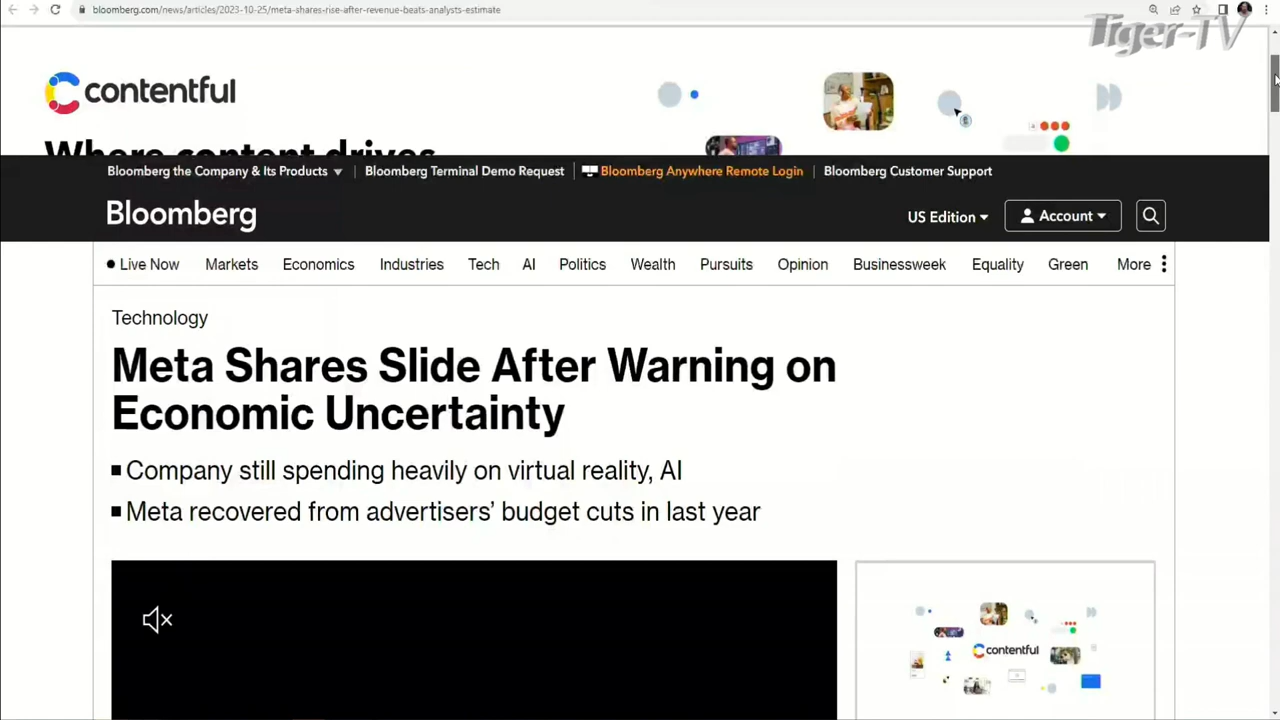 bloomberg.com/news/articles/2023-10-25/meta-shares-rise-after-revenue-beats-analysts-estimate
Tiger-TV
contentful
Where content drives
Bloomberg the Company & Its Products
Bloomberg Terminal Demo Request
Bloomberg Anywhere Remote Login
Bloomberg Customer Support
Bloomberg
US Edition
Account
Live Now Markets Economics Industries Tech AI Politics Wealth Pursuits Opinion Businessweek Equality Green More
Technology
Meta Shares Slide After Warning on
Economic Uncertainty
Company still spending heavily on virtual reality, AI
Meta recovered from advertisers’ budget cuts in last year
contentful